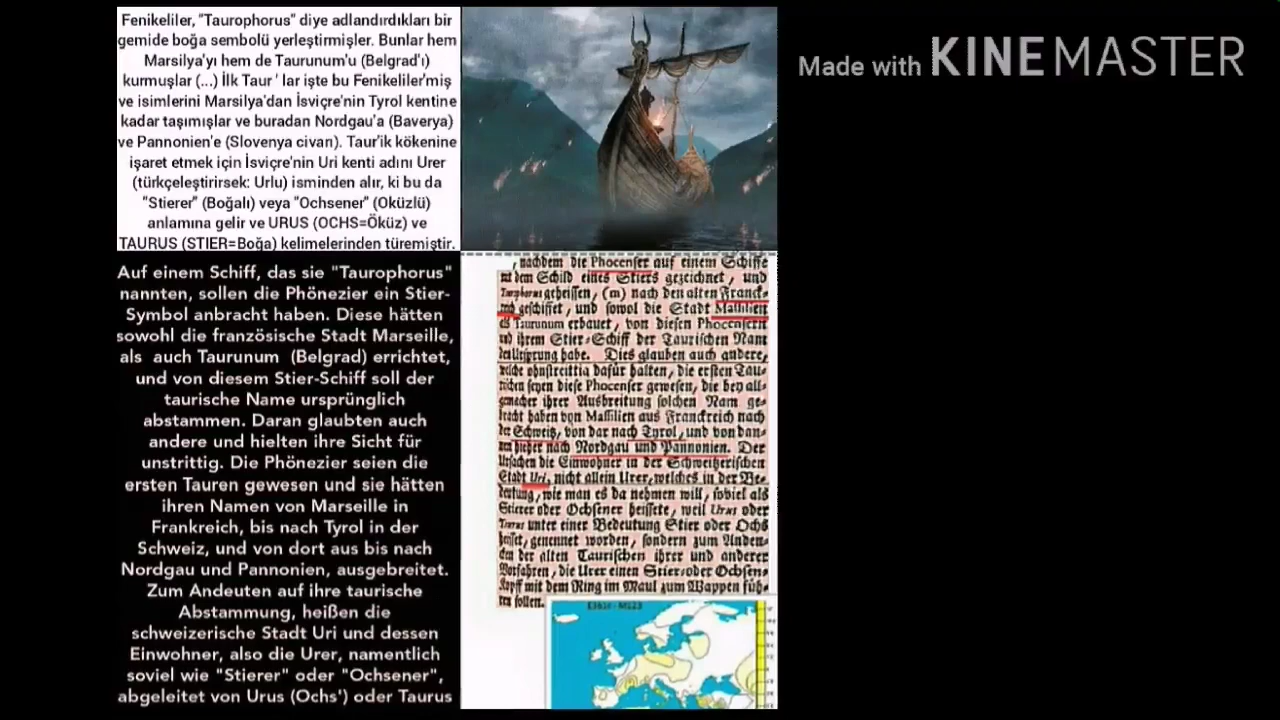 Fenikeliler, "Taurophorus" diye adlandırdıkları bir
gemide boğa sembolü yerleştirmişler. Bunlar hem
Marsilya'yı hem de Taurunum'u (Belgrad'ı)
kurmuşlar (...) İlk Taur ' lar işte bu Fenikeliler'miş
ve isimlerini Marsilya'dan İsviçre'nin Tyrol kentine
kadar taşımışlar ve buradan Nordgau'a (Baverya)
ve Pannonien'e (Slovenya civarı). Taur'ik kökenine
işaret etmek için İsviçre'nin Uri kenti adını Urer
(türkçeleştirirsek: Urlu) isminden alır, ki bu da
"Stierer" (Boğalı) veya "Ochsener" (Oküzlü)
anlamına gelir ve URUS (OCHS=Öküz) ve
TAURUS (STIER=Boğa) kelimelerinden türemiştir.
Made with KINEMASTER
Auf einem Schiff, das sie "Taurophorus"
nannten, sollen die Phönezier ein Stier-
Symbol anbracht haben. Diese hätten
sowohl die französische Stadt Marseille,
als auch Taurunum (Belgrad) errichtet,
und von diesem Stier-Schiff soll der
taurische Name ursprünglich
abstammen. Daran glaubten auch
andere und hielten ihre Sicht für
unstrittig. Die Phönezier seien die
ersten Tauren gewesen und sie hätten
ihren Namen von Marseille in
Frankreich, bis nach Tyrol in der
Schweiz, und von dort aus bis nach
Nordgau und Pannonien, ausgebreitet.
Zum Andeuten auf ihre taurische
Abstammung, heißen die
schweizerische Stadt Uri und dessen
Einwohner, also die Urer, namentlich
soviel wie "Stierer" oder "Ochsener",
abgeleitet von Urus (Ochs') oder Taurus
, nachdem die Phocenser auf einem Schiffe
mit dem Schild eines Stiers gezeichnet, und
geheissen, (m) nach den alten Franck-
reich geschiffet, und sowol die Stadt Massilien
als Taurunum erbauet, von diesen Phocensern
und ihrem Stier-Schiff der Taurischen Nam
den Ursprung habe. Dies glauben auch andere,
welche ohnstreittig dafür halten, die ersten Tau-
rischen seyen diese Phocenser gewesen, die bey all-
gemacher ihrer Ausbreitung solchen Nam ge-
bracht haben von Massilien aus Franckreich nach
der Schweiß, von dar nach Tyrol, und von dan-
nen hieher nach Nordgau und Pannonien. Der
Ursachen die Einwohner in der Schweitzerischen
Stadt Uri, nicht allein Urer, welches in der Be-
deutung, wie man es da nehmen will, soviel als
Stierer oder Ochsener heissete, weil Urus oder
Taurus unter einer Bedeutung Stier oder Ochs
heisset, genennet worden, sondern zum Anden-
cken der alten Taurischen ihrer und anderer
Vorfahren, die Urer einen Stier- oder Ochsen-
kopff mit dem Ring im Maul zum Wappen füh-
ren sollen.